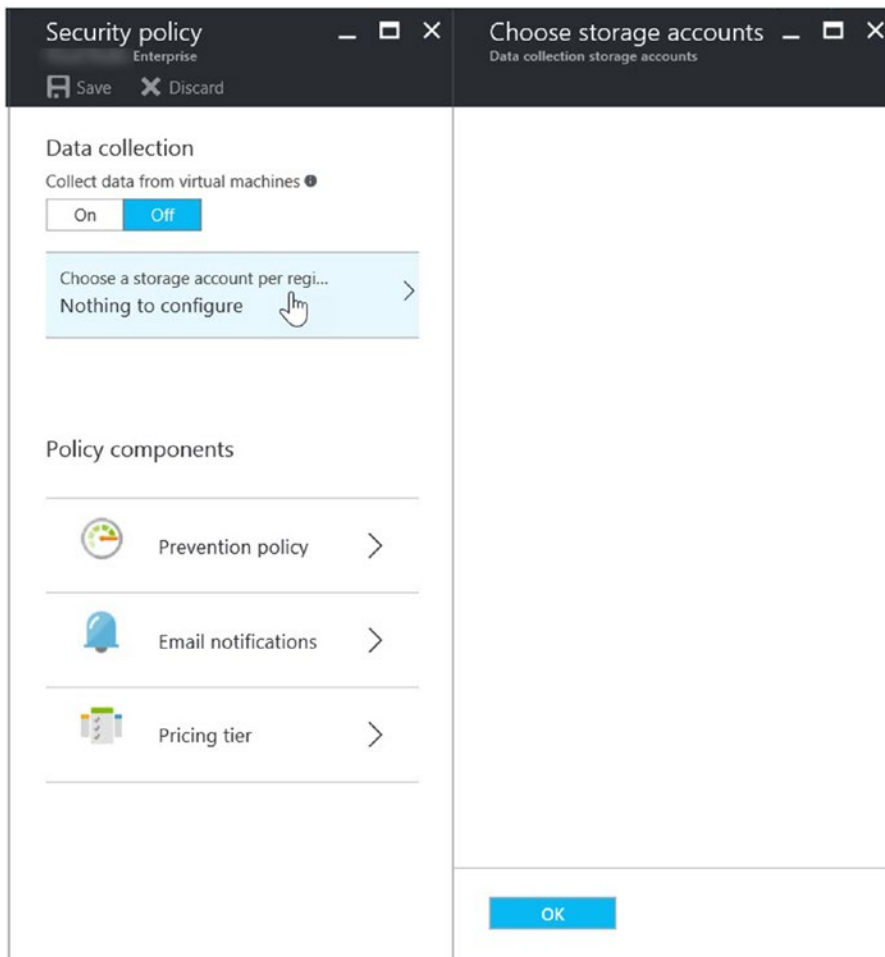 Security policy
Enterprise
Save Discard
Data collection
Collect data from virtual machines
On Off
Choose a storage account per regi...
Nothing to configure
Policy components
Prevention policy
Email notifications
Pricing tier
Choose storage accounts
Data collection storage accounts
OK